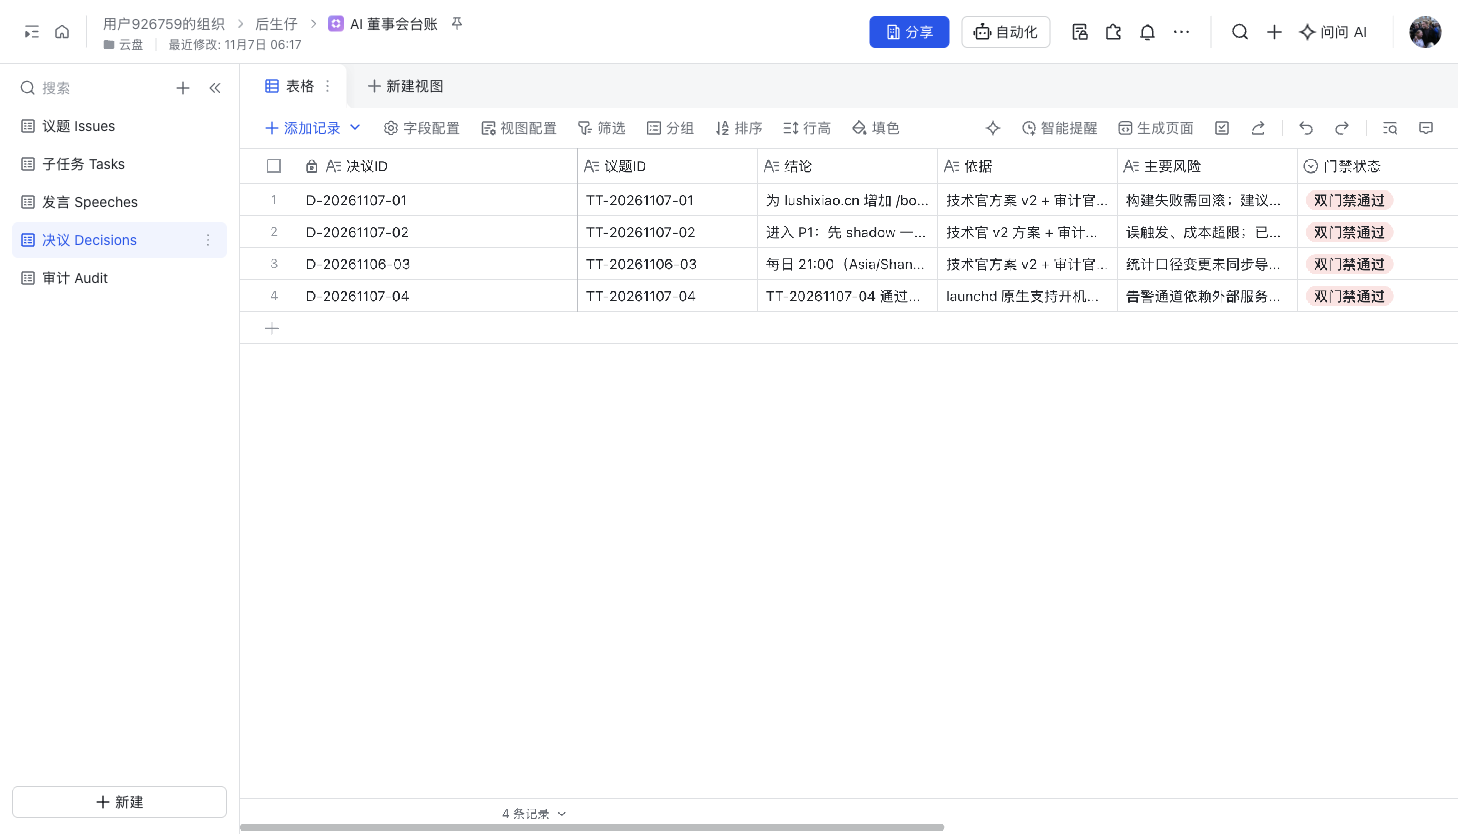 用户926759的组织 > 后生仔 > AI 董事会台账
云盘 | 最近修改: 11月7日 06:17
分享
自动化
问问 AI
搜索
议题 Issues
子任务 Tasks
发言 Speeches
决议 Decisions
审计 Audit
新建
表格
新建视图
添加记录 字段配置 视图配置 筛选 分组 排序 行高 填色 智能提醒 生成页面
决议ID 议题ID 结论 依据 主要风险 门禁状态
1 D-20261107-01 TT-20261107-01 为 lushixiao.cn 增加 /bo... 技术官方案 v2 + 审计官... 构建失败需回滚；建议... 双门禁通过
2 D-20261107-02 TT-20261107-02 进入 P1：先 shadow 一... 技术官 v2 方案 + 审计... 误触发、成本超限；已... 双门禁通过
3 D-20261106-03 TT-20261106-03 每日 21:00（Asia/Shan... 技术官方案 v2 + 审计官... 统计口径变更未同步导... 双门禁通过
4 D-20261107-04 TT-20261107-04 TT-20261107-04 通过... launchd 原生支持开机... 告警通道依赖外部服务... 双门禁通过
4 条记录